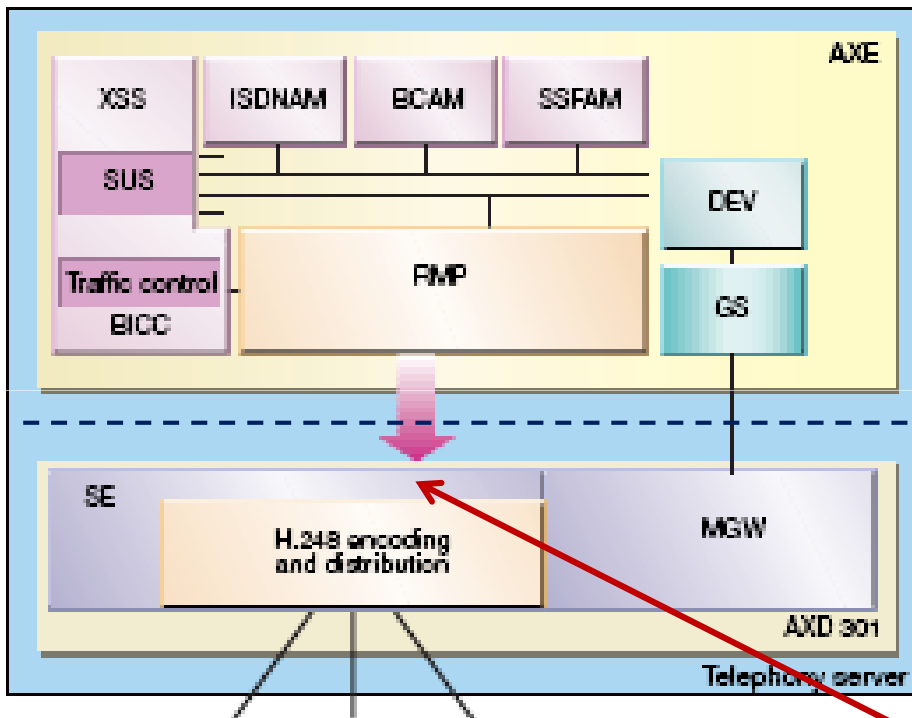 AXE
XSS
ISDNAM
BCAM
SSFAM
SUS
DEV
Traffic control
BICC
RMP
GS
SE
H.248 encoding
and distribution
MGW
AXD 301
Telephony server